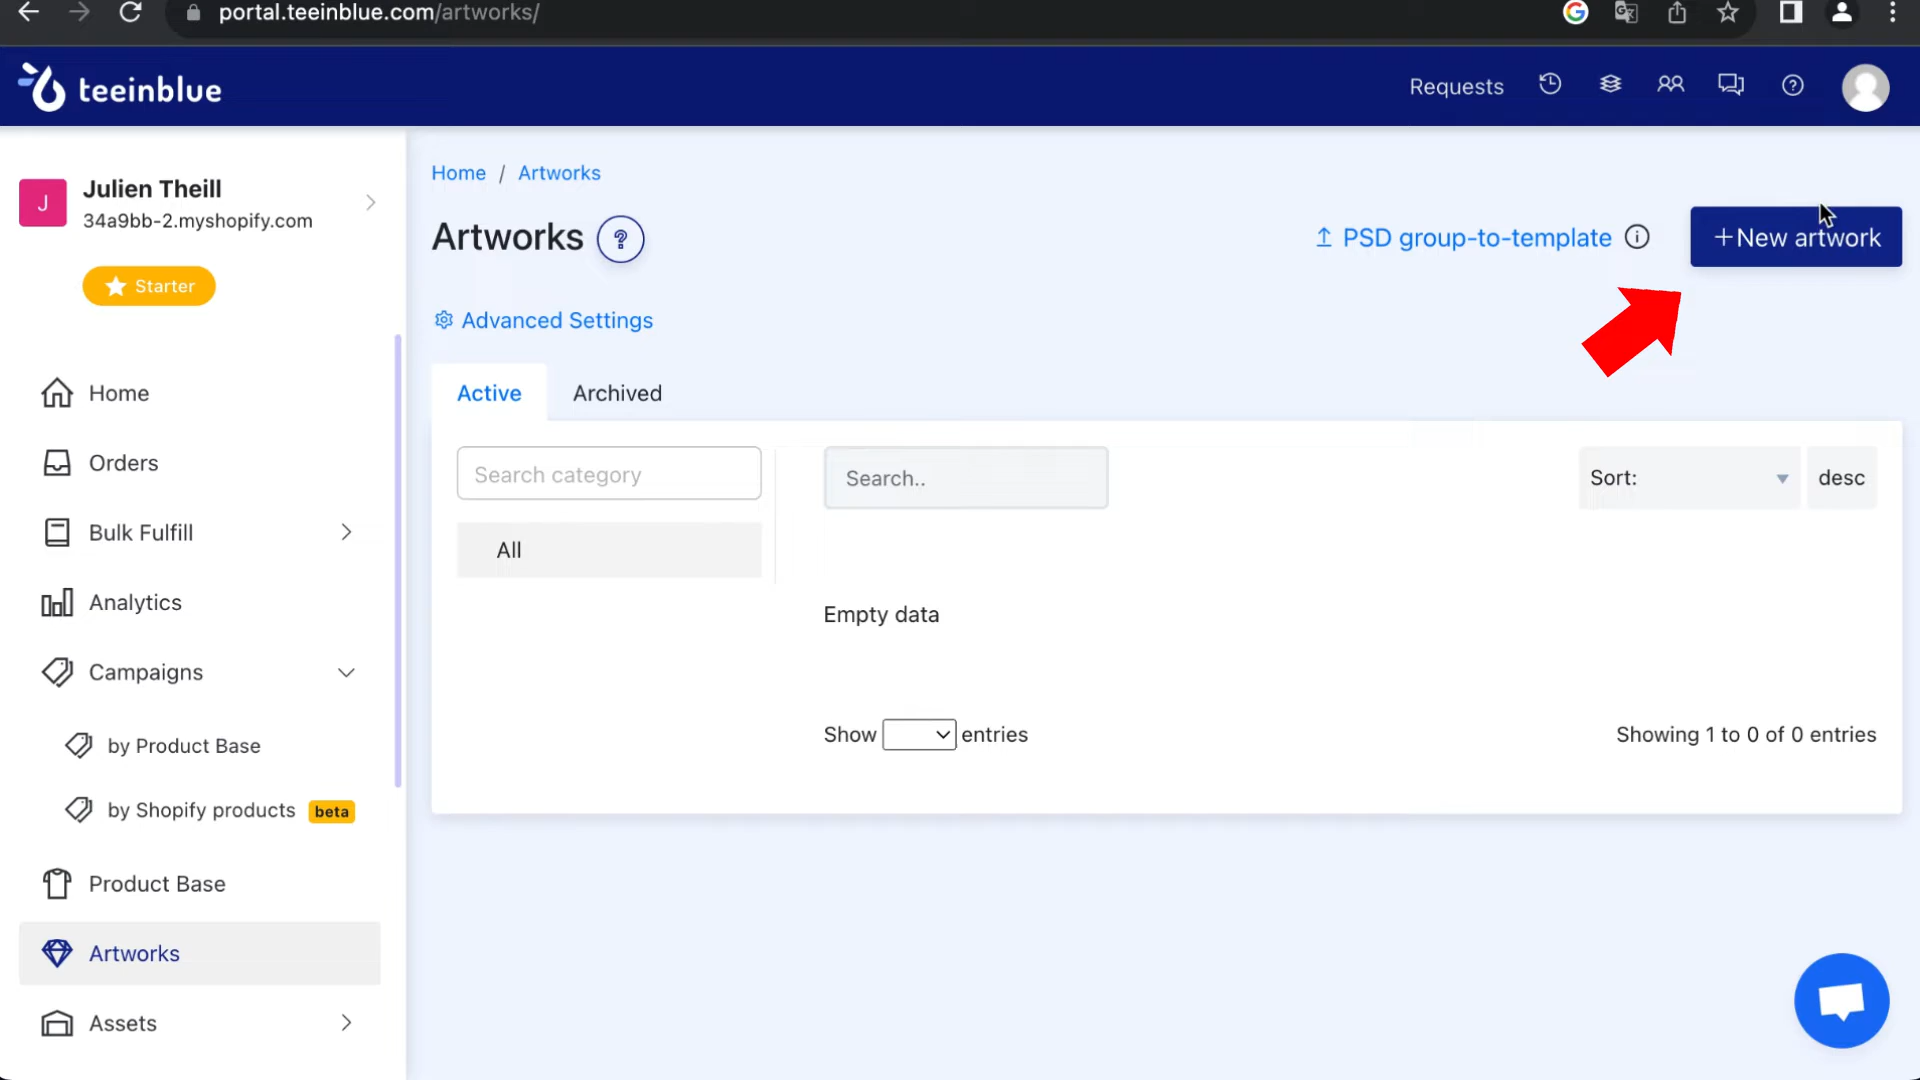 portal.teeinblue.com/artworks/
teeinblue
Requests
J
Julien Theill
34a9bb-2.myshopify.com
Starter
Home
Orders
Bulk Fulfill
Analytics
Campaigns
by Product Base
by Shopify products beta
Product Base
Artworks
Assets
Home / Artworks
Artworks ?
PSD group-to-template
+New artwork
Advanced Settings
Active
Archived
Search category
All
Search..
Sort:
desc
Empty data
Show entries
Showing 1 to 0 of 0 entries